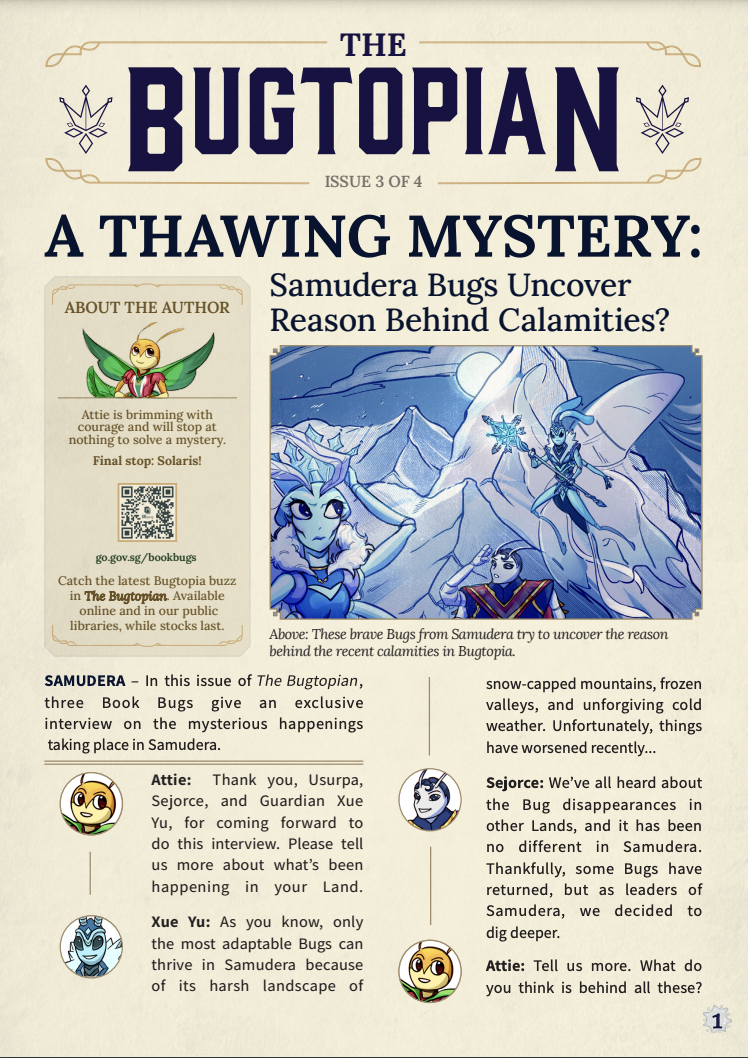 THE
BUGTOPIAN
ISSUE 3 OF 4
A THAWING MYSTERY:
Samudera Bugs Uncover
Reason Behind Calamities?
ABOUT THE AUTHOR
Attie is brimming with
courage and will stop at
nothing to solve a mystery.
Final stop: Solaris!
go.gov.sg/bookbugs
Catch the latest Bugtopia buzz
in The Bugtopian. Available
online and in our public
libraries, while stocks last.
Above: These brave Bugs from Samudera try to uncover the reason
behind the recent calamities in Bugtopia.
SAMUDERA – In this issue of The Bugtopian,
three Book Bugs give an exclusive
interview on the mysterious happenings
taking place in Samudera.
Attie: Thank you, Usurpa,
Sejorce, and Guardian Xue
Yu, for coming forward to
do this interview. Please tell
us more about what's been
happening in your Land.
Xue Yu: As you know, only
the most adaptable Bugs can
thrive in Samudera because
of its harsh landscape of
snow-capped mountains, frozen
valleys, and unforgiving cold
weather. Unfortunately, things
have worsened recently...
Sejorce: We've all heard about
the Bug disappearances in
other Lands, and it has been
no different in Samudera.
Thankfully, some Bugs have
returned, but as leaders of
Samudera, we decided to
dig deeper.
Attie: Tell us more. What do
you think is behind all these?
1